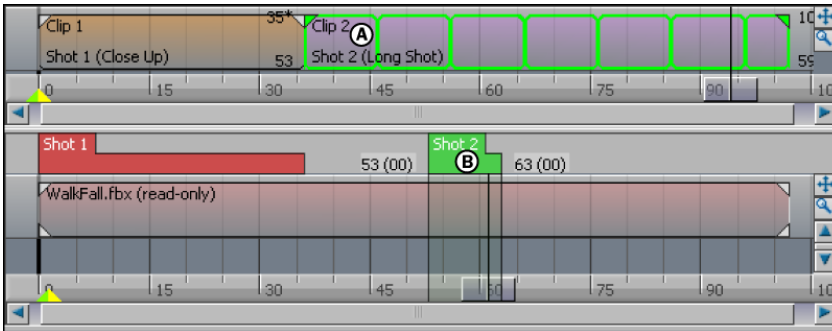 Clip 1 35* Clip 2 A 10
Shot 1 (Close Up) 53 Shot 2 (Long Shot) 59
0 15 30 45 60 75 90 10
Shot 1 Shot 2
53 (00) B 63 (00)
WalkFall.fbx (read-only)
0 15 30 45 60 75 90 10